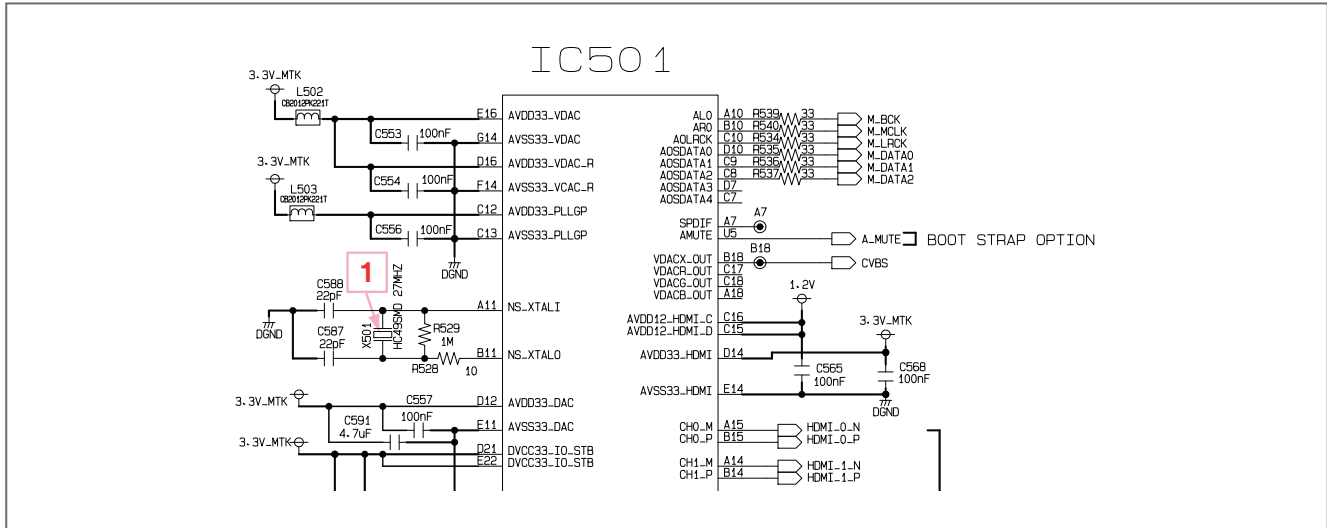 IC501
3.3V_MTK
L502
CB2012PK221T
E16 AVDD33_VDAC
C553 100nF
G14 AVSS33_VDAC
D16 AVDD33_VDAC_R
3.3V_MTK
C554 100nF
F14 AVSS33_VCAC_R
L503
CB2012PK221T
C12 AVDD33_PLLGP
C556 100nF
C13 AVSS33_PLLGP
DGND
1
C588
22pF
A11 NS_XTALI
DGND
C587
22pF
X501
HC49SMD 27MHZ
R529
1M
B11 NS_XTALO
R528 10
3.3V_MTK
D12 AVDD33_DAC
C557
100nF
C591
4.7uF
E11 AVSS33_DAC
3.3V_MTK
D21 DVCC33_IO_STB
E22 DVCC33_IO_STB
ALO A10 R539 33 M_BCK
ARO B10 R540 33 M_MCLK
AOLRCK C10 R534 33 M_LRCK
AOSDATA0 D10 R535 33 M_DATA0
AOSDATA1 C9 R536 33 M_DATA1
AOSDATA2 C8 R537 33 M_DATA2
AOSDATA3 D7
AOSDATA4 C7
SPDIF A7 A7
AMUTE U5 A_MUTE BOOT STRAP OPTION
VDACX_OUT B18 B18 CVBS
VDACR_OUT C17
VDACG_OUT C18
VDACB_OUT A18
1.2V
AVDD12_HDMI_C C16
AVDD12_HDMI_D C15
3.3V_MTK
AVDD33_HDMI D14
C565
100nF
C568
100nF
AVSS33_HDMI E14
DGND
CH0_M A15 HDMI_0_N
CH0_P B15 HDMI_0_P
CH1_M A14 HDMI_1_N
CH1_P B14 HDMI_1_P